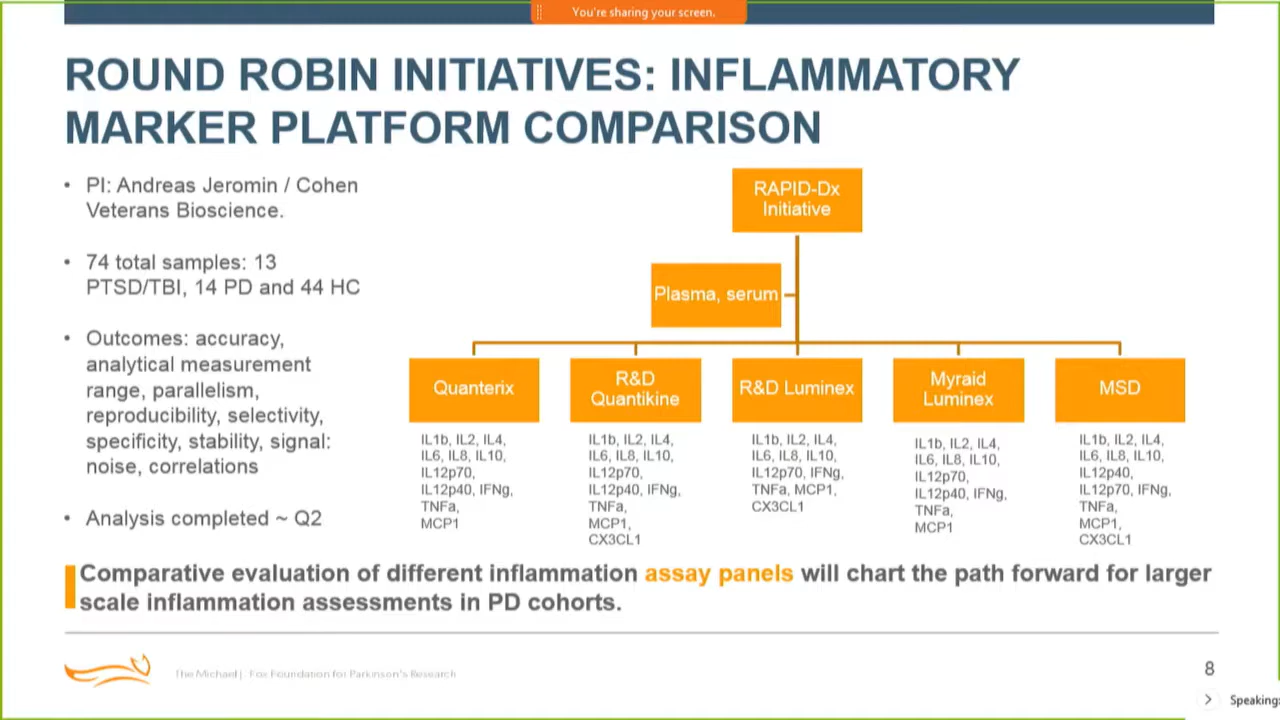 You're sharing your screen.
ROUND ROBIN INITIATIVES: INFLAMMATORY
MARKER PLATFORM COMPARISON
• PI: Andreas Jeromin / Cohen
Veterans Bioscience.
• 74 total samples: 13
PTSD/TBI, 14 PD and 44 HC
• Outcomes: accuracy,
analytical measurement
range, parallelism,
reproducibility, selectivity,
specificity, stability, signal:
noise, correlations
• Analysis completed ~ Q2
RAPID-Dx
Initiative
Plasma, serum
Quanterix
IL1b, IL2, IL4,
IL6, IL8, IL10,
IL12p70,
IL12p40, IFNg,
TNFa,
MCP1
R&D
Quantikine
IL1b, IL2, IL4,
IL6, IL8, IL10,
IL12p70,
IL12p40, IFNg,
TNFa,
MCP1,
CX3CL1
R&D Luminex
IL1b, IL2, IL4,
IL6, IL8, IL10,
IL12p70, IFNg,
TNFa, MCP1,
CX3CL1
Myraid
Luminex
IL1b, IL2, IL4,
IL6, IL8, IL10,
IL12p70,
IL12p40, IFNg,
TNFa,
MCP1
MSD
IL1b, IL2, IL4,
IL6, IL8, IL10,
IL12p40,
IL12p70, IFNg,
TNFa,
MCP1,
CX3CL1
Comparative evaluation of different inflammation assay panels will chart the path forward for larger
scale inflammation assessments in PD cohorts.
The Michael J. Fox Foundation for Parkinson's Research
8
Speaking: